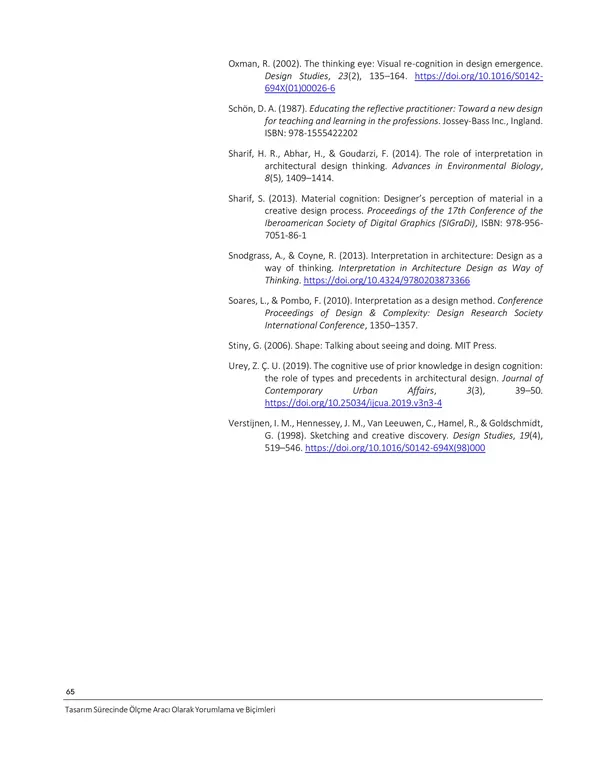 Oxman, R. (2002). The thinking eye: Visual re-cognition in design emergence.
Design Studies, 23(2), 135–164. https://doi.org/10.1016/S0142-
694X(01)00026-6
Schön, D. A. (1987). Educating the reflective practitioner: Toward a new design
for teaching and learning in the professions. Jossey-Bass Inc., Ingland.
ISBN: 978-1555422202
Sharif, H. R., Abhar, H., & Goudarzi, F. (2014). The role of interpretation in
architectural design thinking. Advances in Environmental Biology,
8(5), 1409–1414.
Sharif, S. (2013). Material cognition: Designer’s perception of material in a
creative design process. Proceedings of the 17th Conference of the
Iberoamerican Society of Digital Graphics (SIGraDi), ISBN: 978-956-
7051-86-1
Snodgrass, A., & Coyne, R. (2013). Interpretation in architecture: Design as a
way of thinking. Interpretation in Architecture Design as Way of
Thinking. https://doi.org/10.4324/9780203873366
Soares, L., & Pombo, F. (2010). Interpretation as a design method. Conference
Proceedings of Design & Complexity: Design Research Society
International Conference, 1350–1357.
Stiny, G. (2006). Shape: Talking about seeing and doing. MIT Press.
Urey, Z. Ç. U. (2019). The cognitive use of prior knowledge in design cognition:
the role of types and precedents in architectural design. Journal of
Contemporary Urban Affairs, 3(3), 39–50.
https://doi.org/10.25034/ijcua.2019.v3n3-4
Verstijnen, I. M., Hennessey, J. M., Van Leeuwen, C., Hamel, R., & Goldschmidt,
G. (1998). Sketching and creative discovery. Design Studies, 19(4),
519–546. https://doi.org/10.1016/S0142-694X(98)000
65
Tasarım Sürecinde Ölçme Aracı Olarak Yorumlama ve Biçimleri